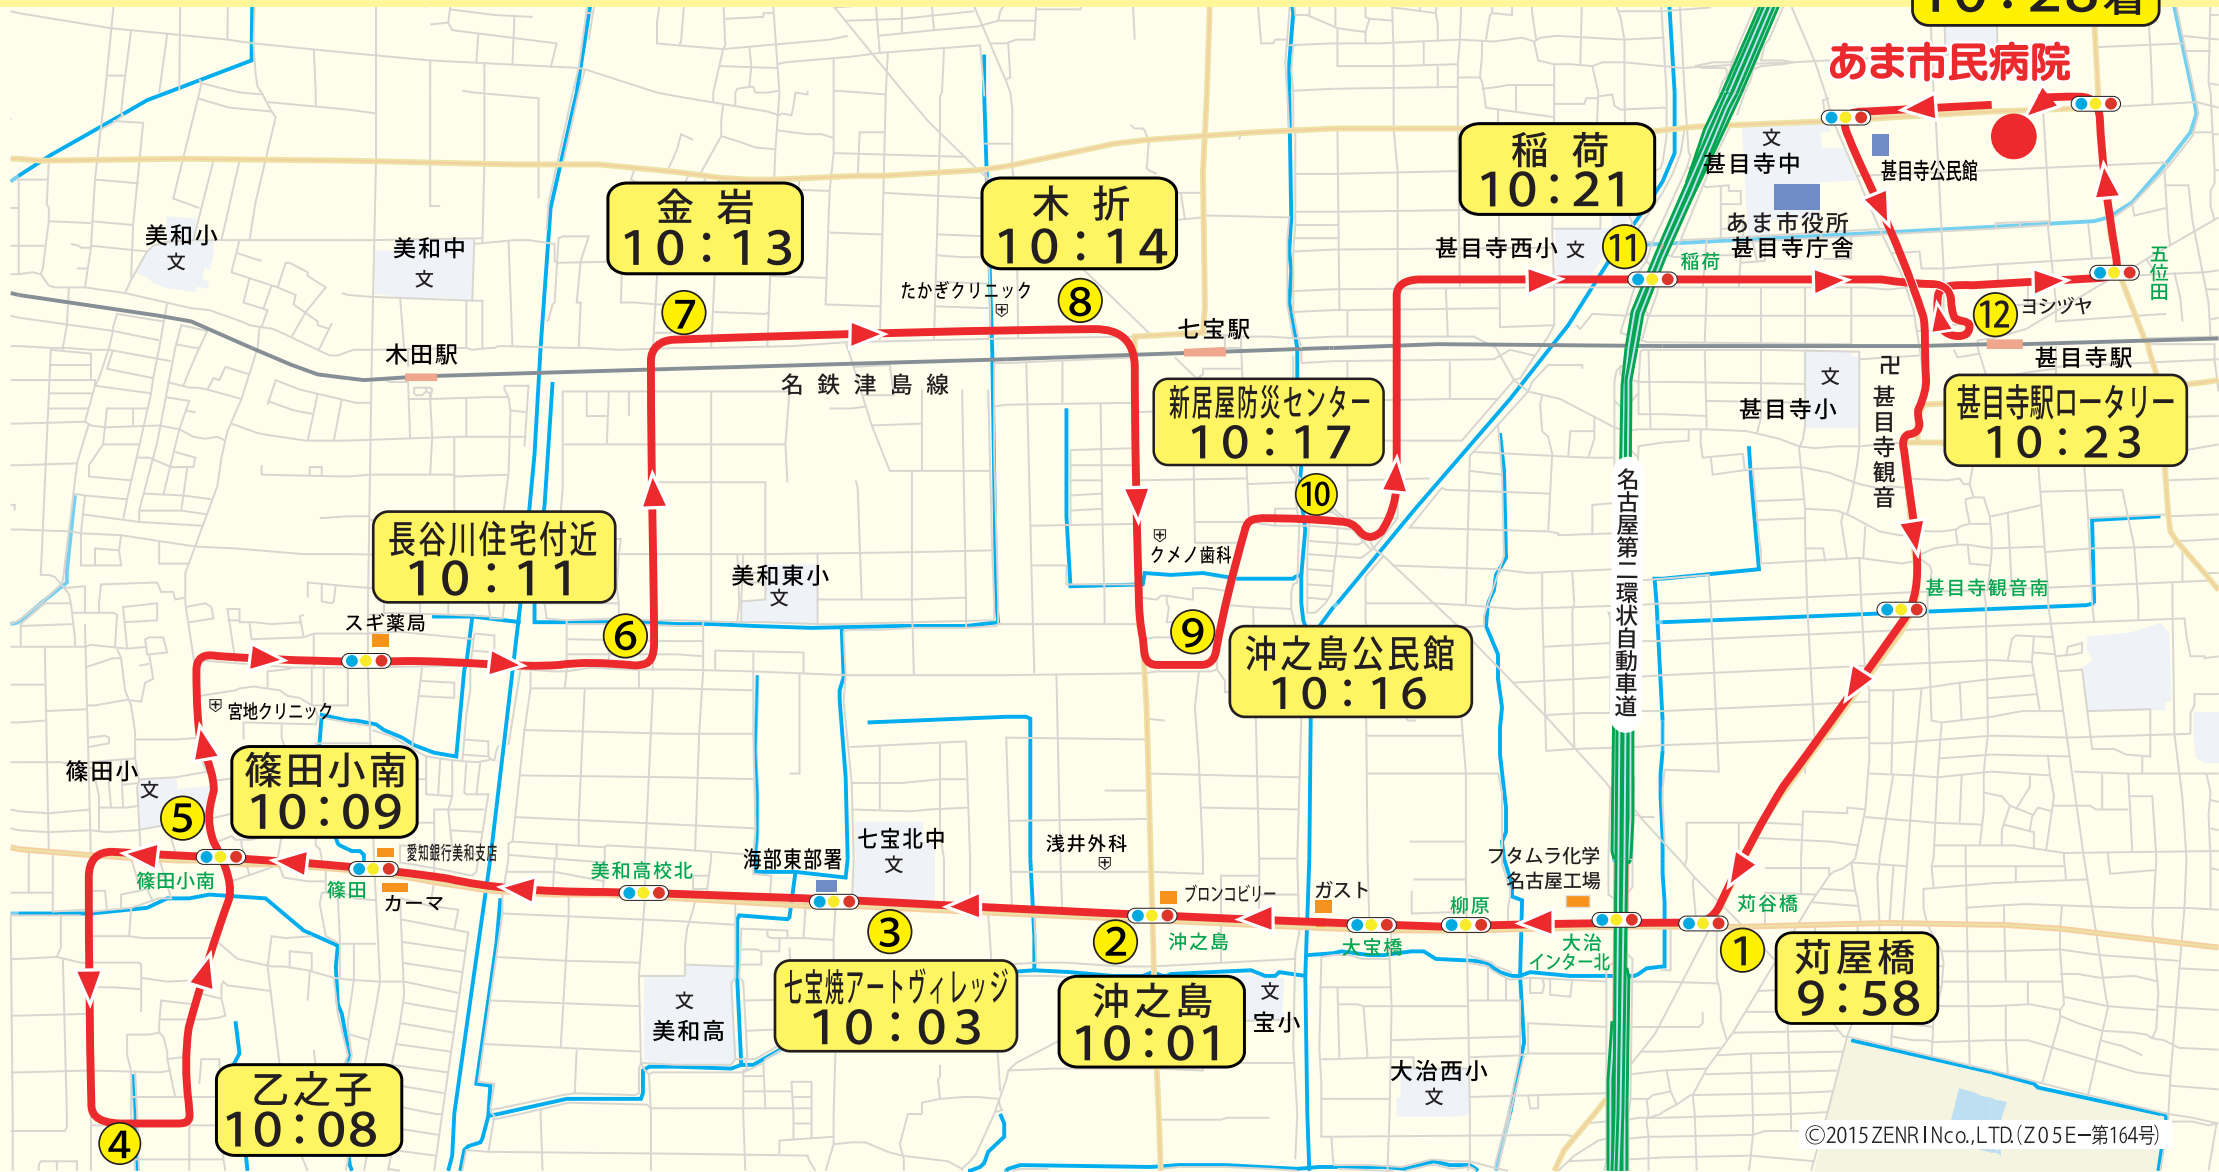 10：28着
あま市民病院
稲荷
10：21
文
甚目寺中
甚目寺公民館
金岩
10：13
木折
10：14
あま市役所
甚目寺庁舎
美和小
文
美和中
文
甚目寺西小
文
11
稲荷
五位田
たかぎクリニック
7
8
12
ヨシヅヤ
七宝駅
木田駅
甚目寺駅
名鉄津島線
新居屋防災センター
10：17
文
甚目寺小
卍
甚目寺観音
甚目寺駅ロータリー
10：23
名古屋第二環状自動車道
10
長谷川住宅付近
10：11
クメノ歯科
美和東小
文
甚目寺観音南
スギ薬局
6
9
沖之島公民館
10：16
宮地クリニック
篠田小
文
篠田小南
10：09
5
七宝北中
文
浅井外科
フタムラ化学
名古屋工場
愛知銀行美和支店
海部東部署
美和高校北
篠田小南
篠田
カーマ
ブロンコビリー
ガスト
柳原
苅谷橋
3
2
沖之島
大宝橋
大治
インター北
1
苅屋橋
9：58
七宝焼アートヴィレッジ
10：03
沖之島
10：01
文
宝小
文
美和高
乙之子
10：08
大治西小
文
4
©2015 ZENRIN co.,LTD.(Z05E－第164号)